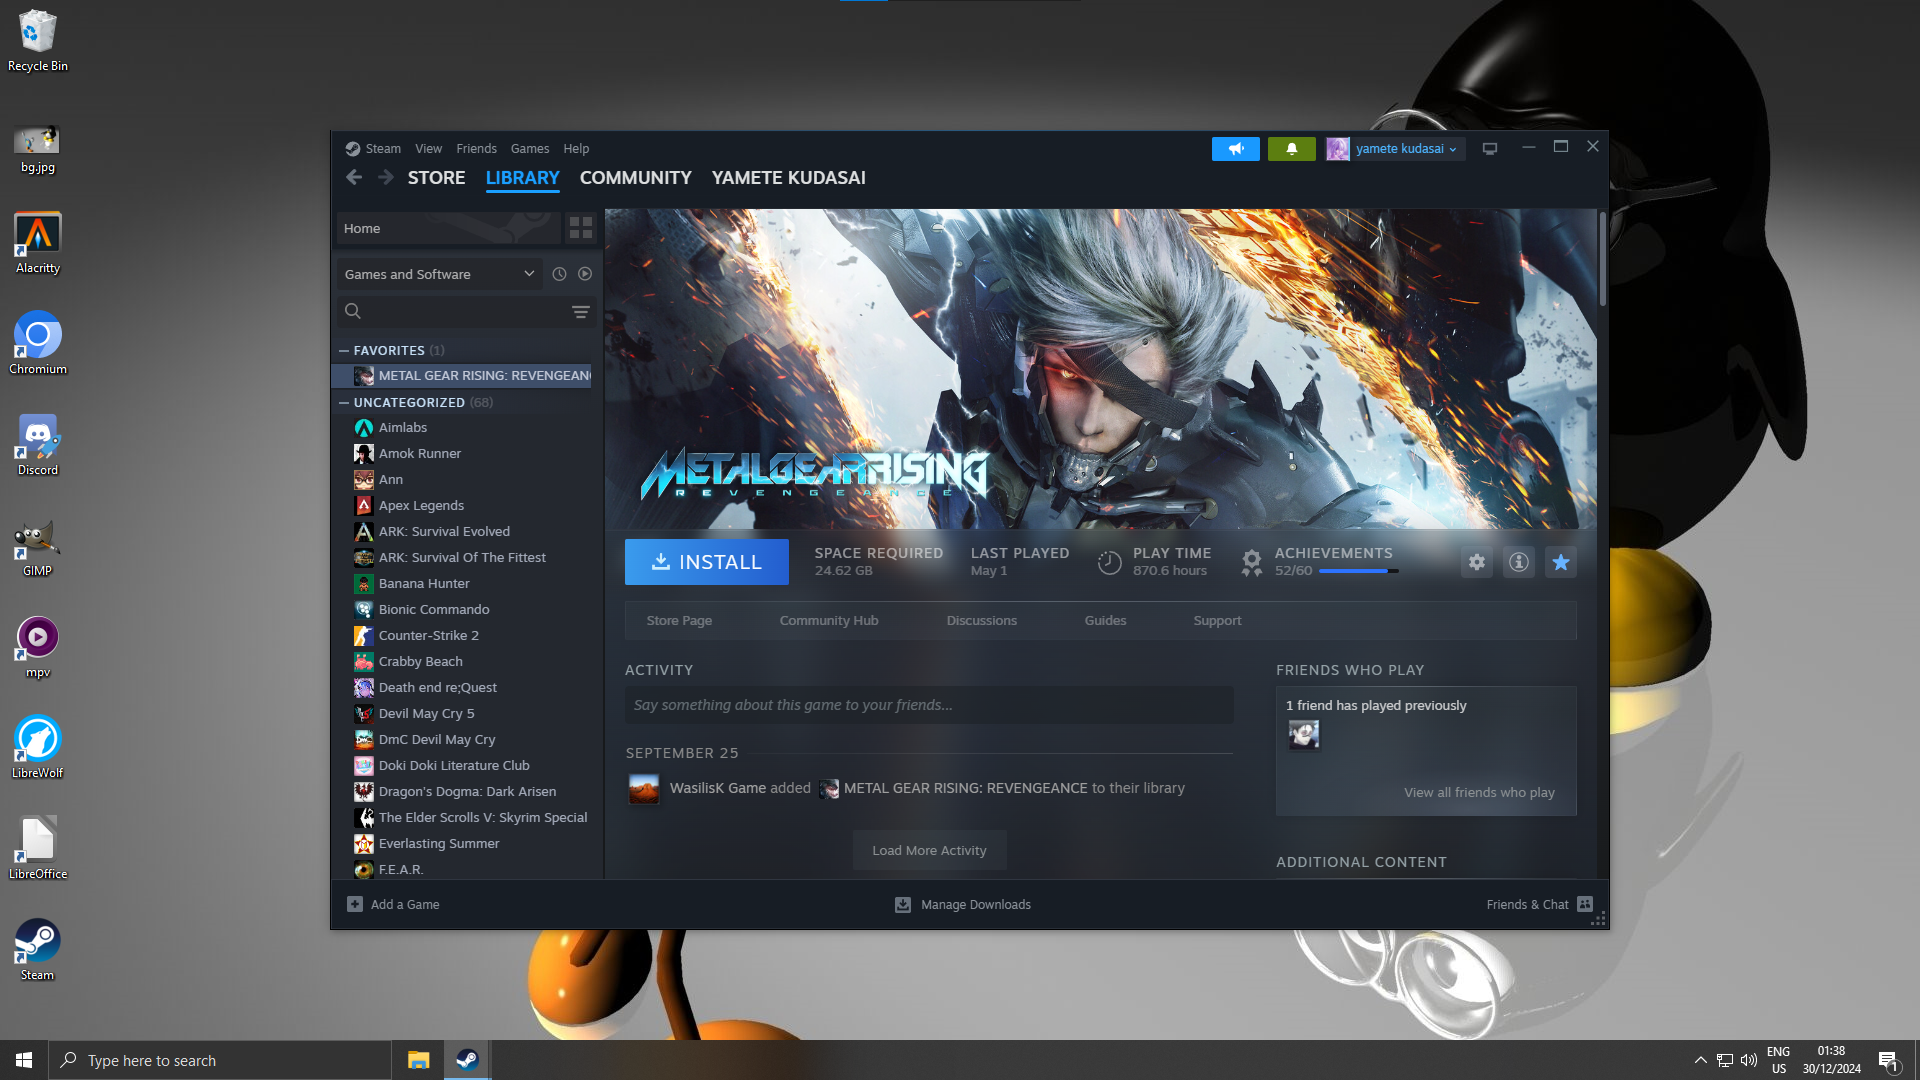 Recycle Bin
bg.jpg
Alacritty
Chromium
Discord
GIMP
mpv
LibreWolf
LibreOffice
Steam
Steam View Friends Games Help
yamete kudasai
STORE LIBRARY COMMUNITY YAMETE KUDASAI
Home
Games and Software
FAVORITES (1)
METAL GEAR RISING: REVENGEAN
UNCATEGORIZED (68)
Aimlabs
Amok Runner
Ann
Apex Legends
ARK: Survival Evolved
ARK: Survival Of The Fittest
Banana Hunter
Bionic Commando
Counter-Strike 2
Crabby Beach
Death end re;Quest
Devil May Cry 5
DmC Devil May Cry
Doki Doki Literature Club
Dragon's Dogma: Dark Arisen
The Elder Scrolls V: Skyrim Special
Everlasting Summer
F.E.A.R.
METAL GEAR RISING
REVENGEANCE
INSTALL
SPACE REQUIRED
24.62 GB
LAST PLAYED
May 1
PLAY TIME
870.6 hours
ACHIEVEMENTS
52/60
Store Page Community Hub Discussions Guides Support
ACTIVITY
Say something about this game to your friends...
SEPTEMBER 25
WasilisK Game added METAL GEAR RISING: REVENGEANCE to their library
Load More Activity
FRIENDS WHO PLAY
1 friend has played previously
View all friends who play
ADDITIONAL CONTENT
Add a Game
Manage Downloads
Friends & Chat
Type here to search
ENG
US
01:38
30/12/2024
1